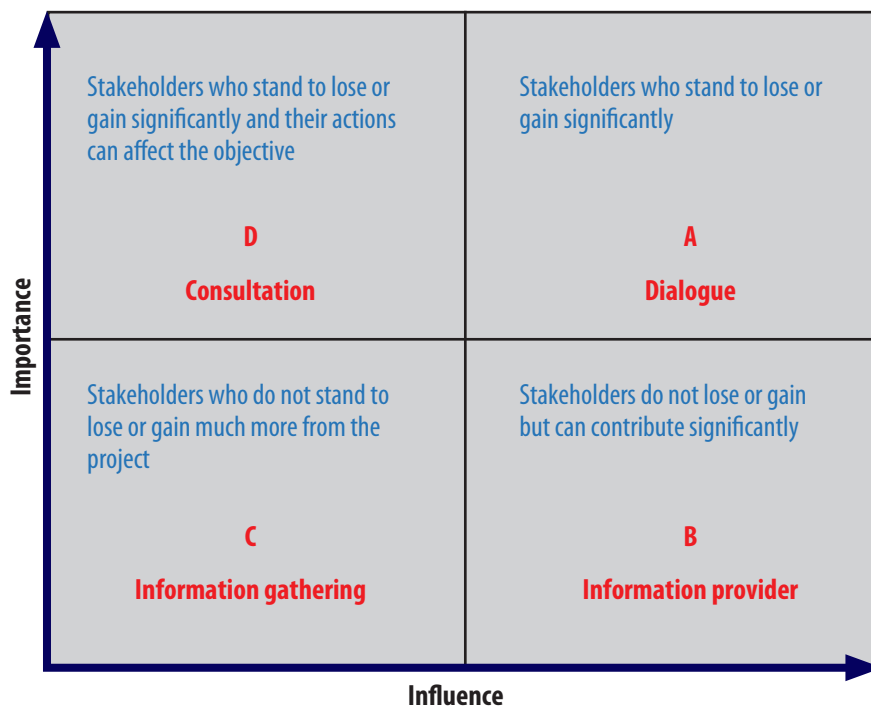 Stakeholders who stand to lose or
gain significantly and their actions
can affect the objective
D
Consultation
Stakeholders who stand to lose or
gain significantly
A
Dialogue
Importance
Stakeholders who do not stand to
lose or gain much more from the
project
C
Information gathering
Stakeholders do not lose or gain
but can contribute significantly
B
Information provider
Influence